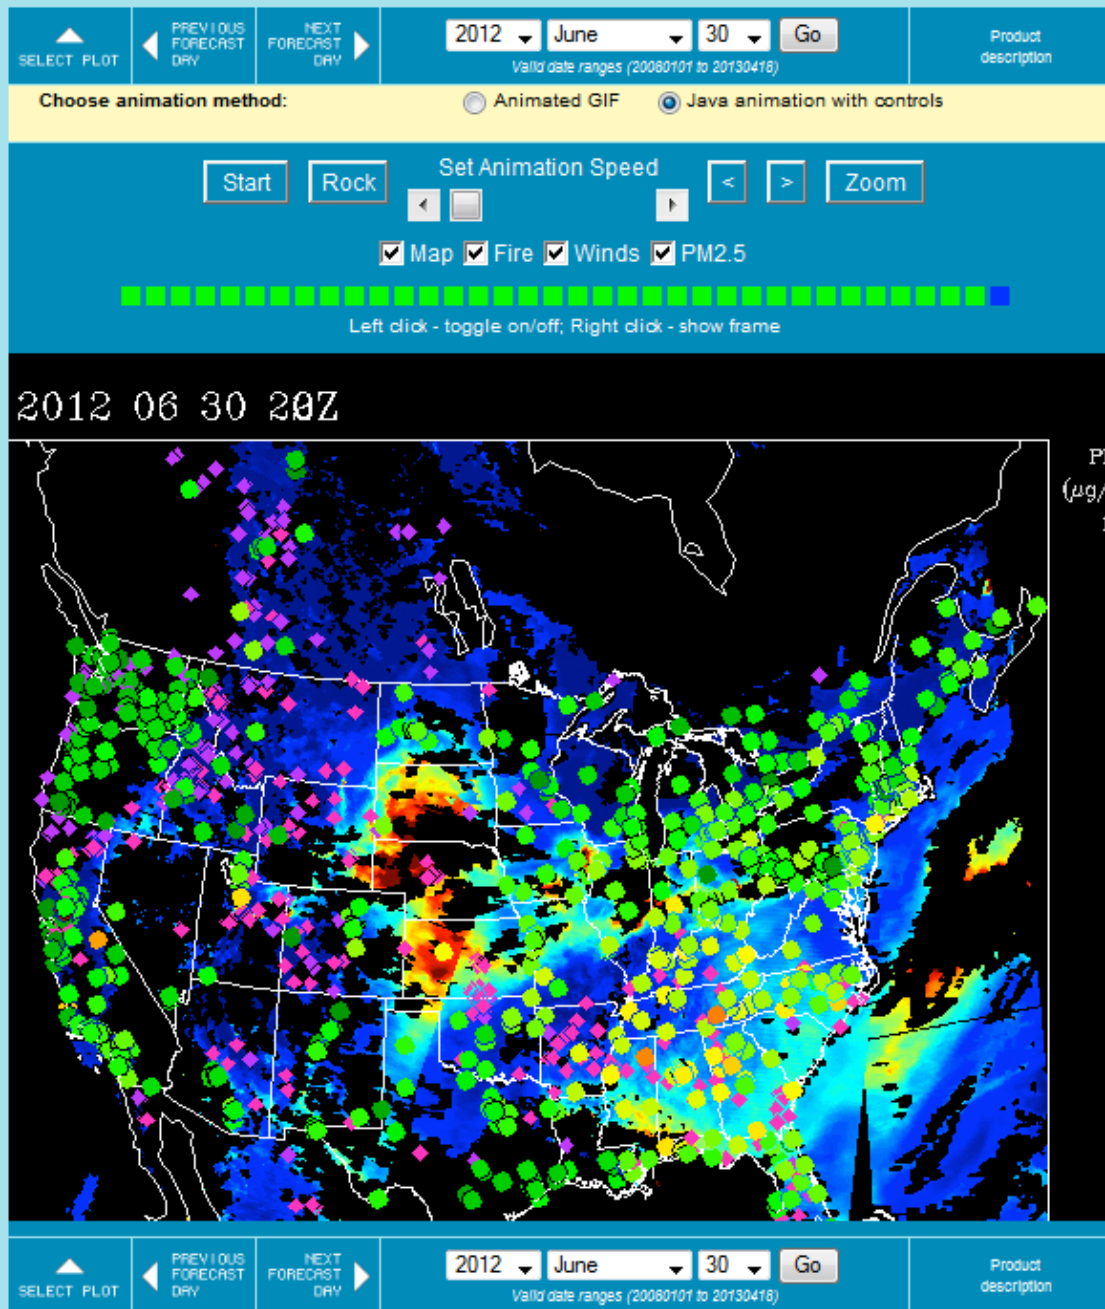 SELECT PLOT
PREVIOUS
FORECAST
DAY
NEXT
FORECAST
DAY
2012 June 30 Go
Valid date ranges (20060101 to 20130416)
Product
description
Choose animation method: Animated GIF Java animation with controls
Set Animation Speed
Start Rock < > Zoom
Map Fire Winds PM2.5
Left click - toggle on/off; Right click - show frame
2012 06 30
(µg/
SELECT PLOT
PREVIOUS
FORECAST
DAY
NEXT
FORECAST
DAY
2012 June 30 Go
Valid date ranges (20060101 to 20130416)
Product
description